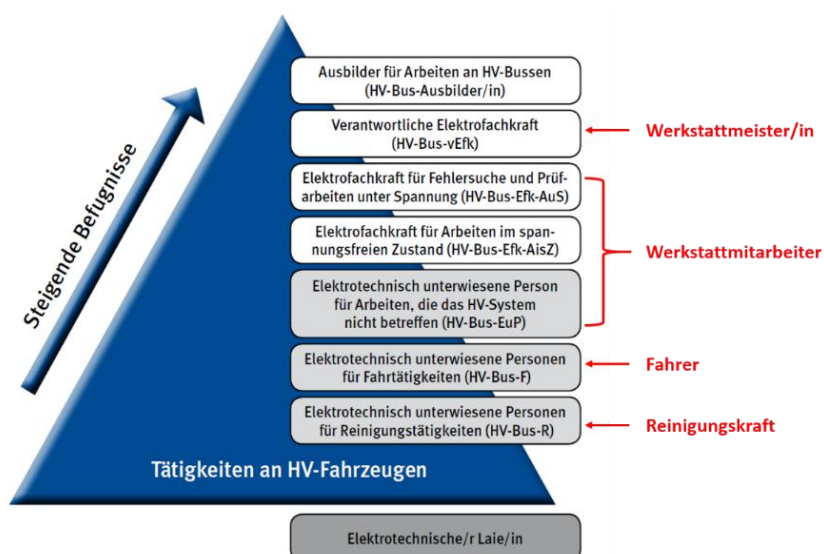 Ausbilder für Arbeiten an HV-Bussen
(HV-Bus-Ausbilder/in)
Verantwortliche Elektrofachkraft
(HV-Bus-vEfk)
Werkstattmeister/in
Elektrofachkraft für Fehlersuche und Prüf-
arbeiten unter Spannung (HV-Bus-Efk-AuS)
Elektrofachkraft für Arbeiten im span-
nungsfreien Zustand (HV-Bus-Efk-AisZ)
Werkstattmitarbeiter
Elektrotechnisch unterwiesene Person
für Arbeiten, die das HV-System
nicht betreffen (HV-Bus-EuP)
Elektrotechnisch unterwiesene Personen
für Fahrtätigkeiten (HV-Bus-F)
Fahrer
Elektrotechnisch unterwiesene Personen
für Reinigungstätigkeiten (HV-Bus-R)
Reinigungskraft
Steigende Befugnisse
Tätigkeiten an HV-Fahrzeugen
Elektrotechnische/r Laie/in